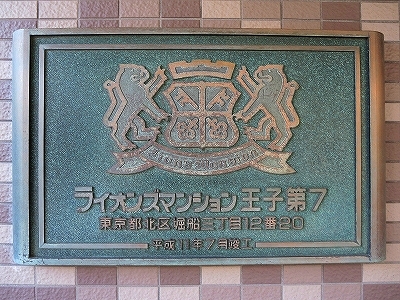 Lions Mansion
ライオンズマンション王子第7
東京都北区堀船三丁目12番20
平成11年7月竣工